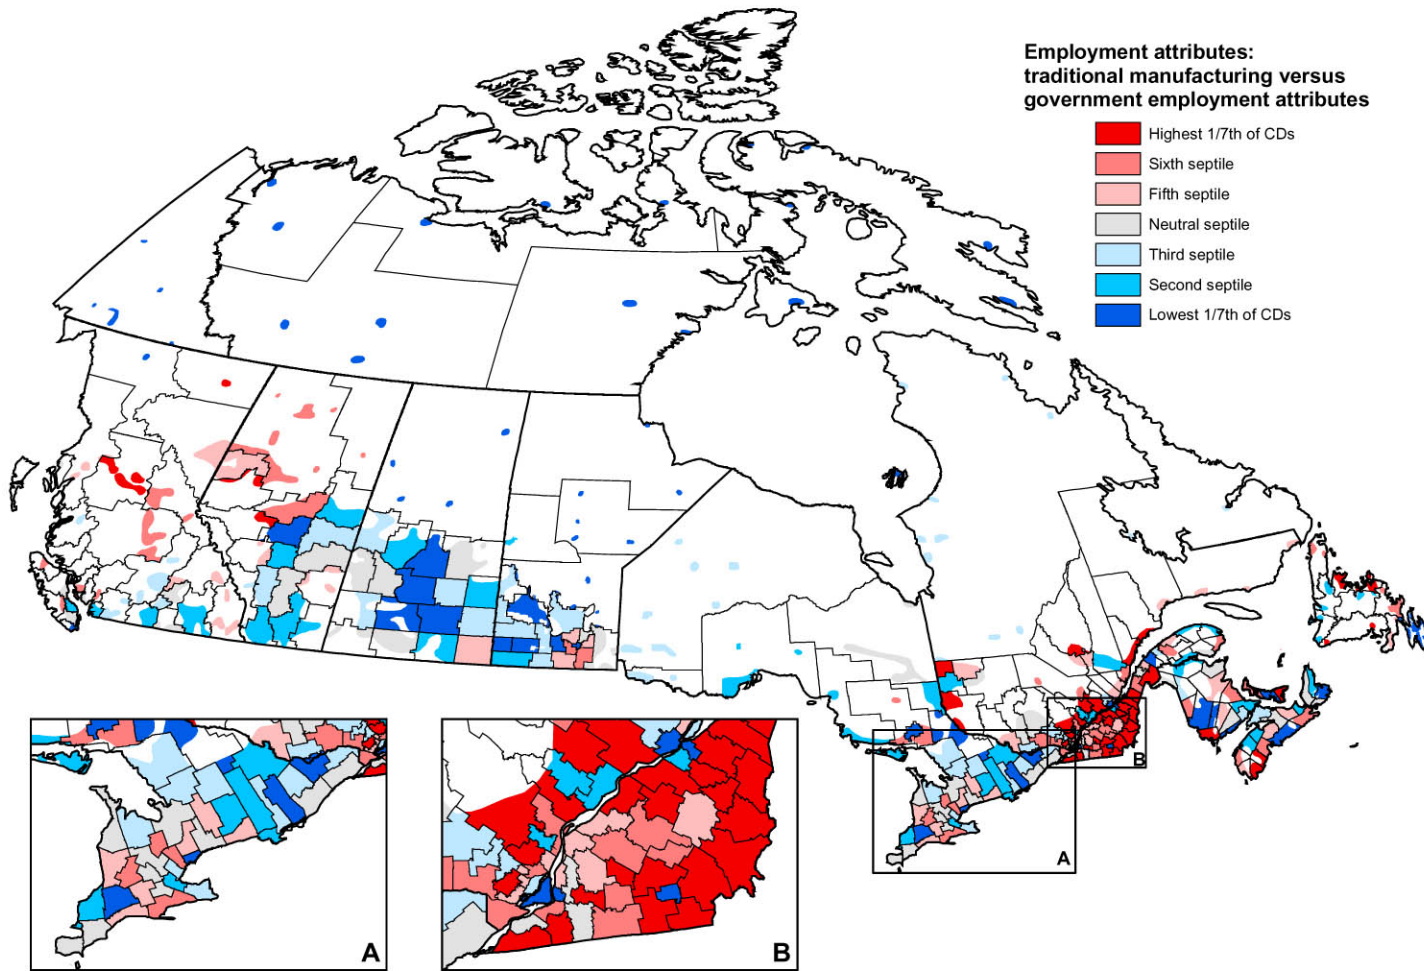 Employment attributes:
traditional manufacturing versus
government employment attributes
Highest 1/7th of CDs
Sixth septile
Fifth septile
Neutral septile
Third septile
Second septile
Lowest 1/7th of CDs
B
A
A
B